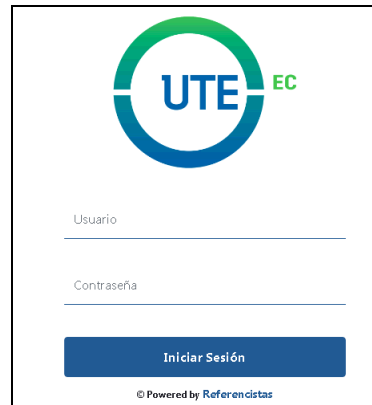 UTE EC
Usuario
Contraseña
Iniciar Sesión
© Powered by Referencistas